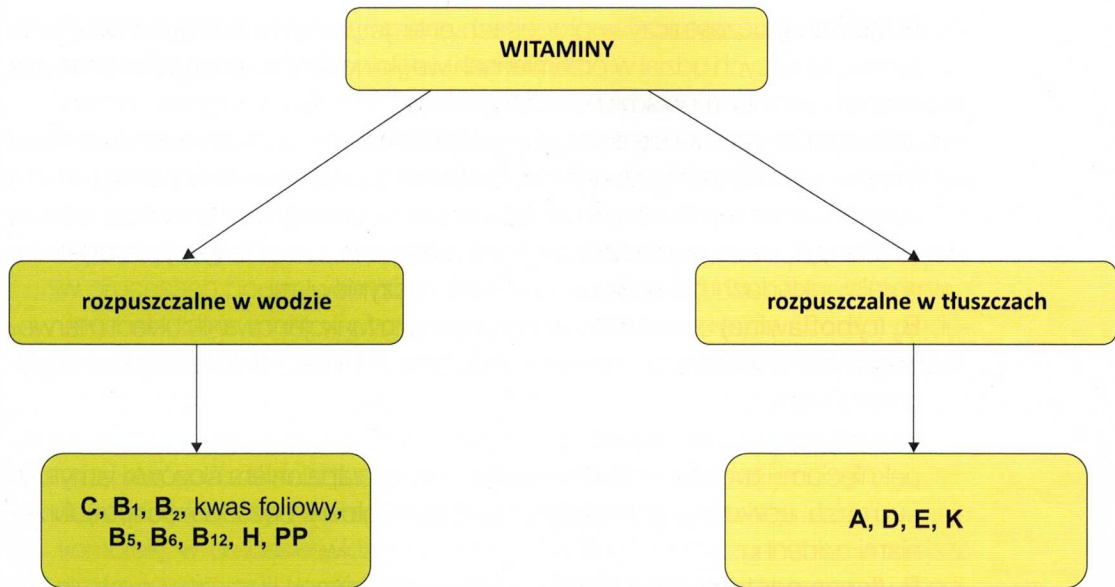 WITAMINY
rozpuszczalne w wodzie
rozpuszczalne w tłuszczach
C, B₁, B₂, kwas foliowy,
B₅, B₆, B₁₂, H, PP
A, D, E, K